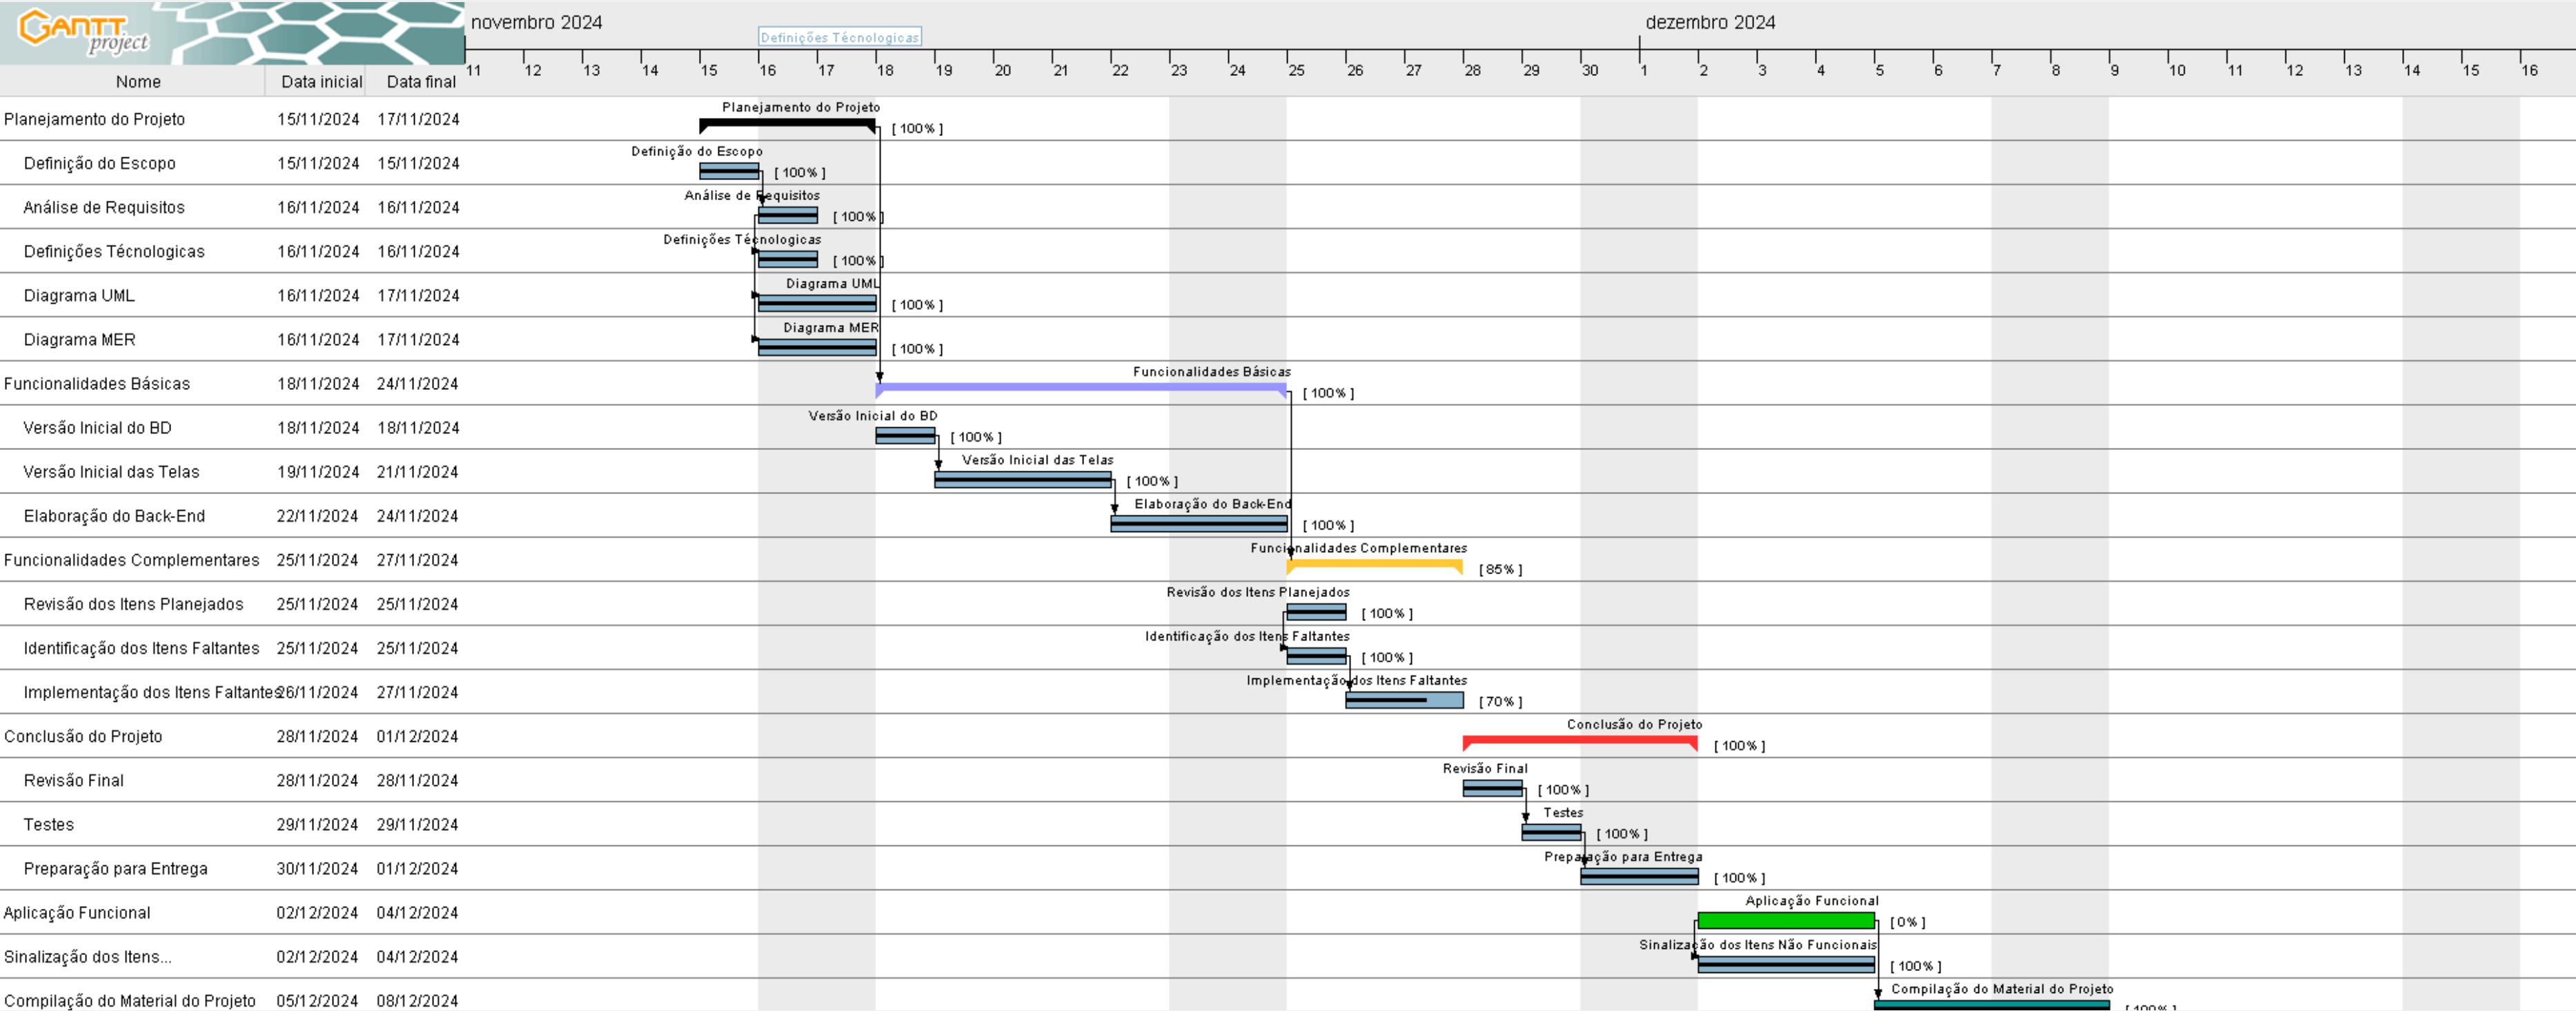 GANTT project
novembro 2024
dezembro 2024
Definições Técnologicas
11 12 13 14 15 16 17 18 19 20 21 22 23 24 25 26 27 28 29 30 1 2 3 4 5 6 7 8 9 10 11 12 13 14 15 16
Nome Data inicial Data final
Planejamento do Projeto
Planejamento do Projeto 15/11/2024 17/11/2024 [ 100% ]
Definição do Escopo
Definição do Escopo 15/11/2024 15/11/2024 [ 100% ]
Análise de Requisitos
Análise de Requisitos 16/11/2024 16/11/2024 [ 100% ]
Definições Técnologicas
Definições Técnologicas 16/11/2024 16/11/2024 [ 100% ]
Diagrama UML
Diagrama UML 16/11/2024 17/11/2024 [ 100% ]
Diagrama MER
Diagrama MER 16/11/2024 17/11/2024 [ 100% ]
Funcionalidades Básicas
Funcionalidades Básicas 18/11/2024 24/11/2024 [ 100% ]
Versão Inicial do BD
Versão Inicial do BD 18/11/2024 18/11/2024 [ 100% ]
Versão Inicial das Telas
Versão Inicial das Telas 19/11/2024 21/11/2024 [ 100% ]
Elaboração do Back-End
Elaboração do Back-End 22/11/2024 24/11/2024 [ 100% ]
Funcionalidades Complementares
Funcionalidades Complementares 25/11/2024 27/11/2024 [ 85% ]
Revisão dos Itens Planejados
Revisão dos Itens Planejados 25/11/2024 25/11/2024 [ 100% ]
Identificação dos Itens Faltantes
Identificação dos Itens Faltantes 25/11/2024 25/11/2024 [ 100% ]
Implementação dos Itens Faltantes
Implementação dos Itens Faltantes 26/11/2024 27/11/2024 [ 70% ]
Conclusão do Projeto
Conclusão do Projeto 28/11/2024 01/12/2024 [ 100% ]
Revisão Final
Revisão Final 28/11/2024 28/11/2024 [ 100% ]
Testes
Testes 29/11/2024 29/11/2024 [ 100% ]
Preparação para Entrega
Preparação para Entrega 30/11/2024 01/12/2024 [ 100% ]
Aplicação Funcional
Aplicação Funcional 02/12/2024 04/12/2024 [ 0% ]
Sinalização dos Itens Não Funcionais
Sinalização dos Itens... 02/12/2024 04/12/2024 [ 100% ]
Compilação do Material do Projeto
Compilação do Material do Projeto 05/12/2024 08/12/2024 [ 100% ]